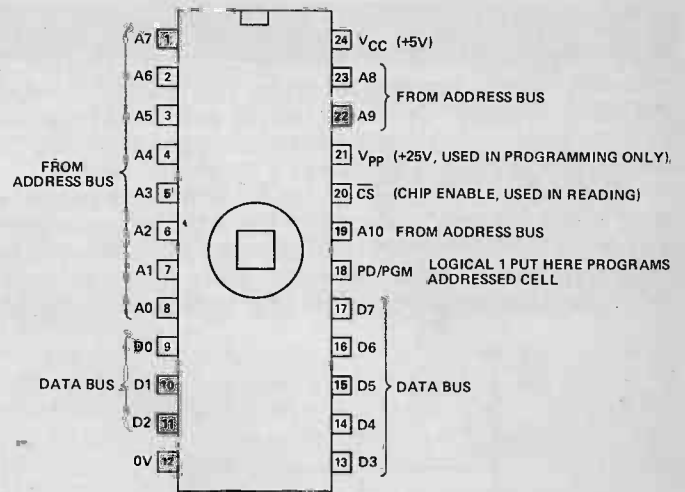 A7 1
A6 2
A5 3
A4 4
A3 5
A2 6
A1 7
A0 8
D0 9
D1 10
D2 11
0V 12
FROM
ADDRESS BUS
DATA BUS
24 VCC (+5V)
23 A8
22 A9
FROM ADDRESS BUS
21 VPP (+25V, USED IN PROGRAMMING ONLY)
20 C̅S̅ (CHIP ENABLE, USED IN READING)
19 A10 FROM ADDRESS BUS
18 PD/PGM LOGICAL 1 PUT HERE PROGRAMS
ADDRESSED CELL
17 D7
16 D6
15 D5
14 D4
13 D3
DATA BUS